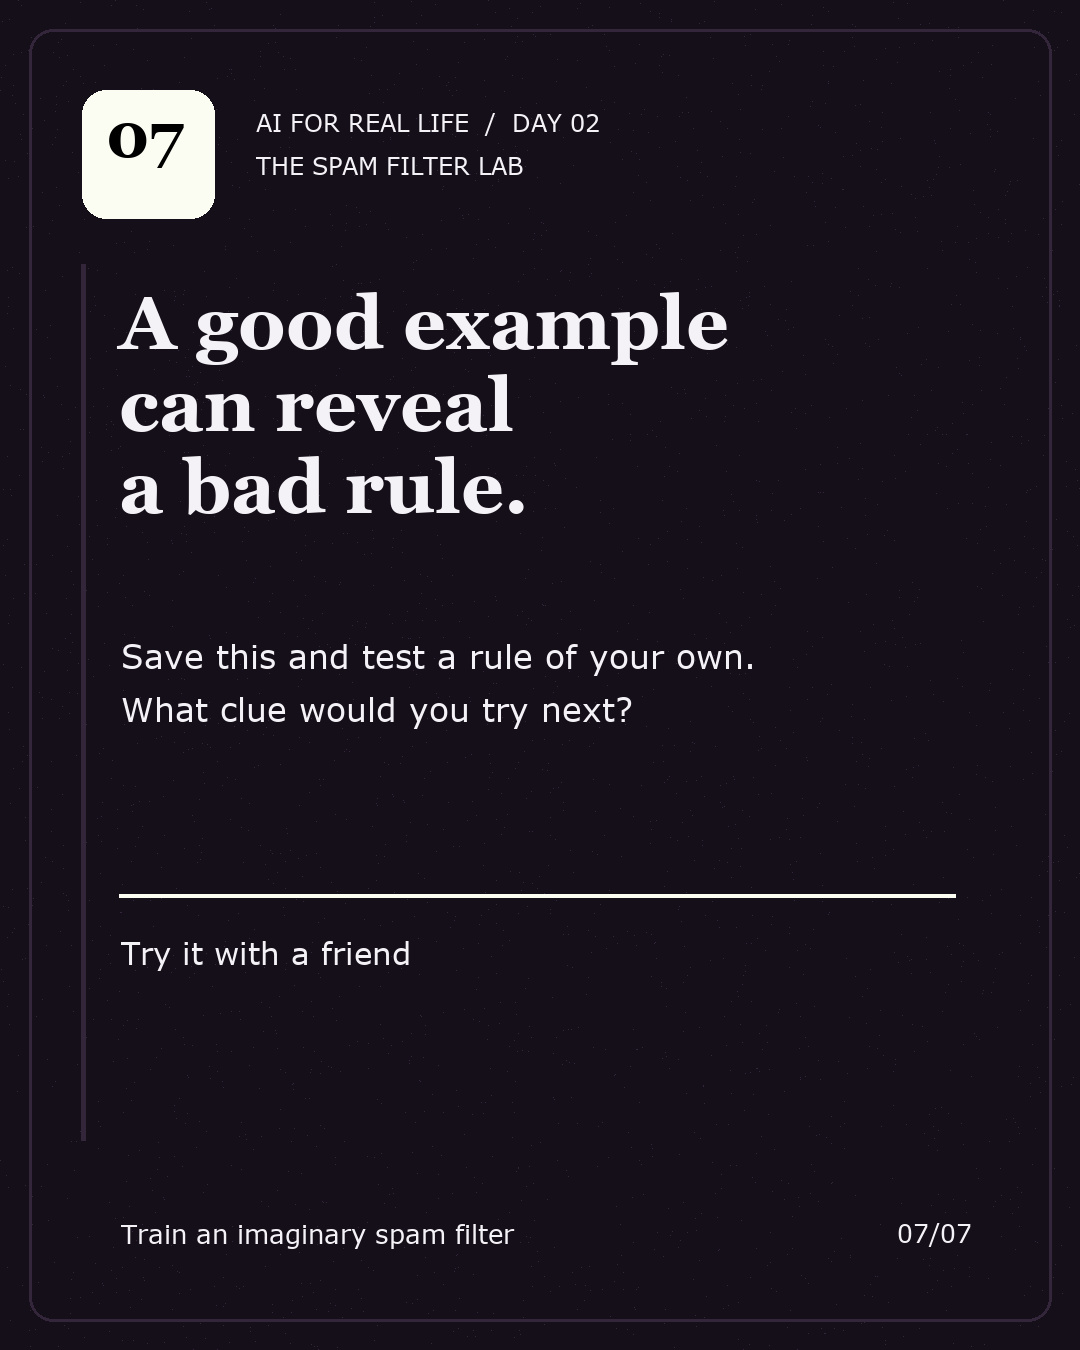 07
AI FOR REAL LIFE / DAY 02
THE SPAM FILTER LAB
A good example
can reveal
a bad rule.
Save this and test a rule of your own.
What clue would you try next?
Try it with a friend
Train an imaginary spam filter
07/07